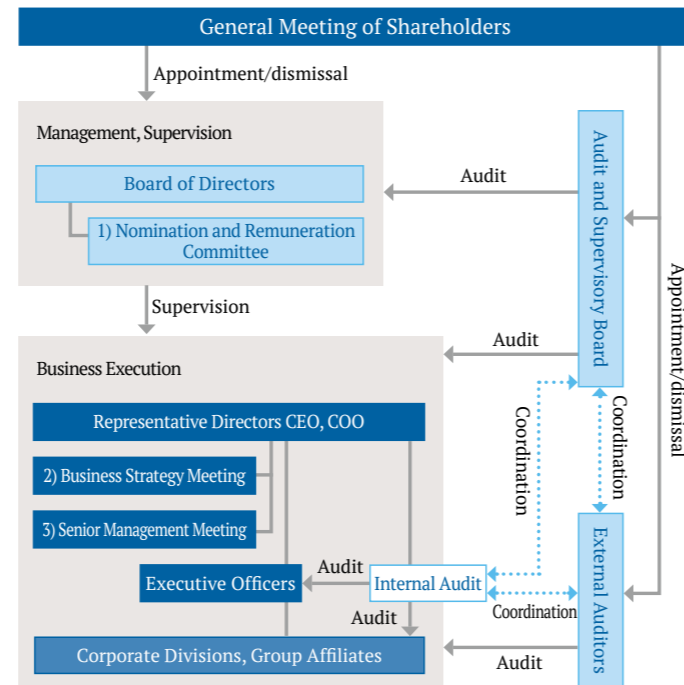 General Meeting of Shareholders
Appointment/dismissal
Management, Supervision
Board of Directors
1) Nomination and Remuneration
Committee
Audit
Audit and Supervisory Board
Appointment/dismissal
Supervision
Audit
Business Execution
Representative Directors CEO, COO
2) Business Strategy Meeting
3) Senior Management Meeting
Coordination
Coordination
Executive Officers
Audit
Internal Audit
Coordination
External Auditors
Audit
Corporate Divisions, Group Affiliates
Audit